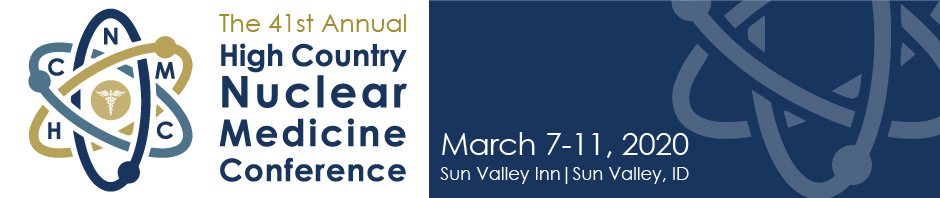 N
C
M
H
C
The 41st Annual
High Country
Nuclear
Medicine
Conference
March 7-11, 2020
Sun Valley Inn|Sun Valley, ID